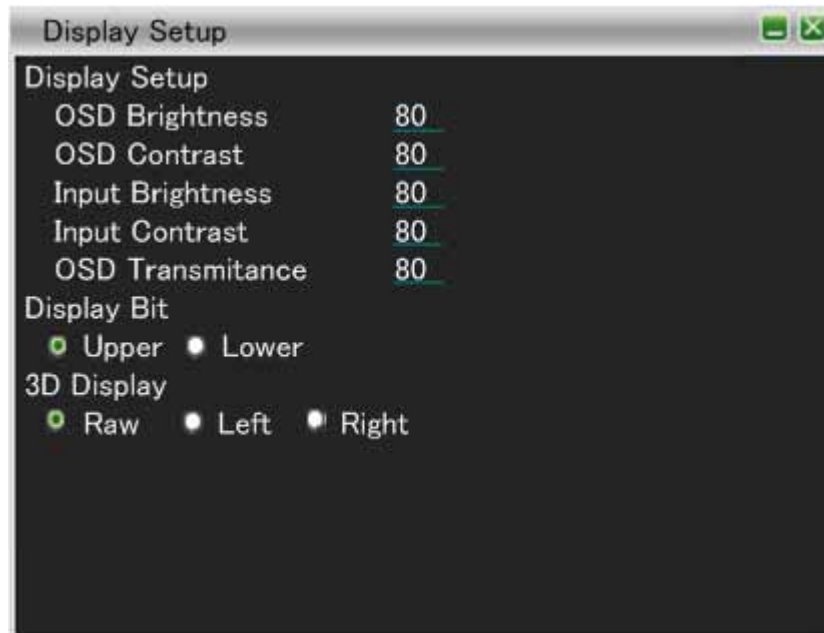 Display Setup
Display Setup
OSD Brightness 80
OSD Contrast 80
Input Brightness 80
Input Contrast 80
OSD Transmitance 80
Display Bit
Upper Lower
3D Display
Raw Left Right